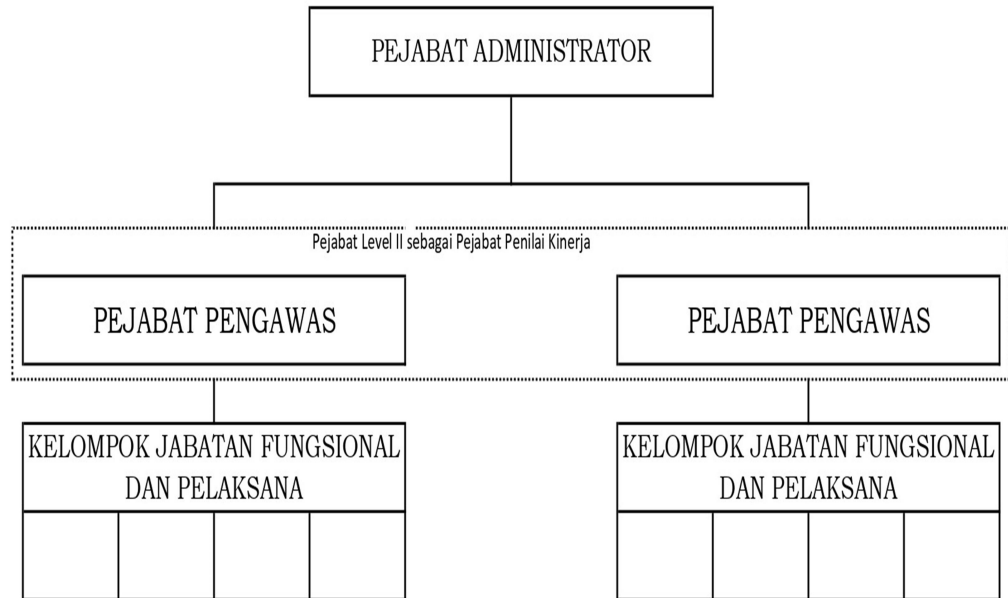 PEJABAT ADMINISTRATOR
Pejabat Level II sebagai Pejabat Penilai Kinerja
PEJABAT PENGAWAS
PEJABAT PENGAWAS
KELOMPOK JABATAN FUNGSIONAL
DAN PELAKSANA
KELOMPOK JABATAN FUNGSIONAL
DAN PELAKSANA